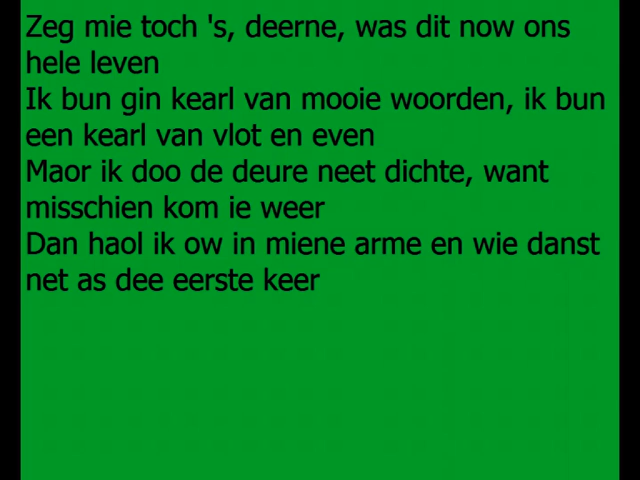 Zeg mie toch 's, deerne, was dit now ons
hele leven
Ik bun gin kearl van mooie woorden, ik bun
een kearl van vlot en even
Maor ik doo de deure neet dichte, want
misschien kom ie weer
Dan haol ik ow in miene arme en wie danst
net as dee eerste keer